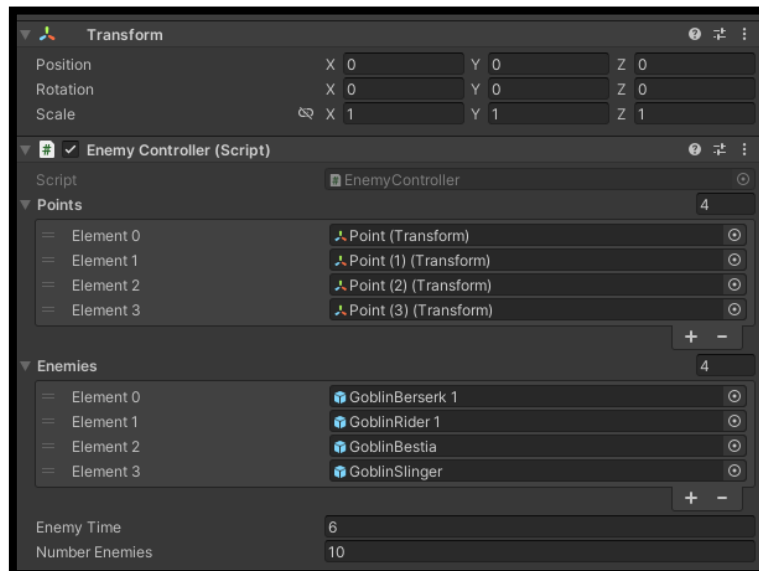 Transform
Position X 0 Y 0 Z 0
Rotation X 0 Y 0 Z 0
Scale X 1 Y 1 Z 1
# Enemy Controller (Script)
Script # EnemyController
Points 4
Element 0 Point (Transform)
Element 1 Point (1) (Transform)
Element 2 Point (2) (Transform)
Element 3 Point (3) (Transform)
+ −
Enemies 4
Element 0 GoblinBerserk 1
Element 1 GoblinRider 1
Element 2 GoblinBestia
Element 3 GoblinSlinger
+ −
Enemy Time 6
Number Enemies 10